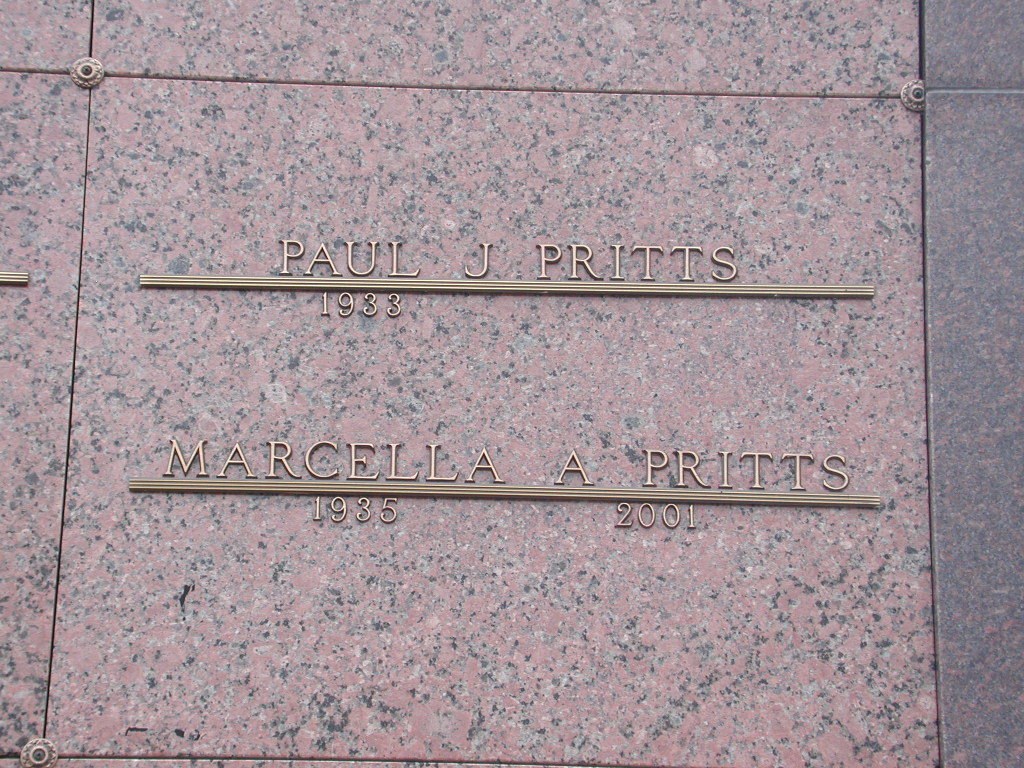 PAUL J PRITTS
1933
MARCELLA A PRITTS
1935 2001